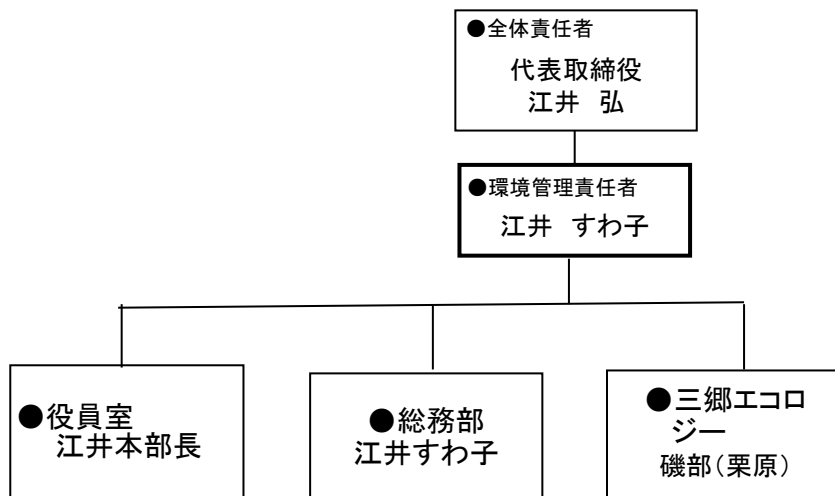 ●全体責任者
代表取締役
江井　弘
●環境管理責任者
江井　すわ子
●役員室
江井本部長
●総務部
江井すわ子
●三郷エコロ
ジー
磯部（栗原）